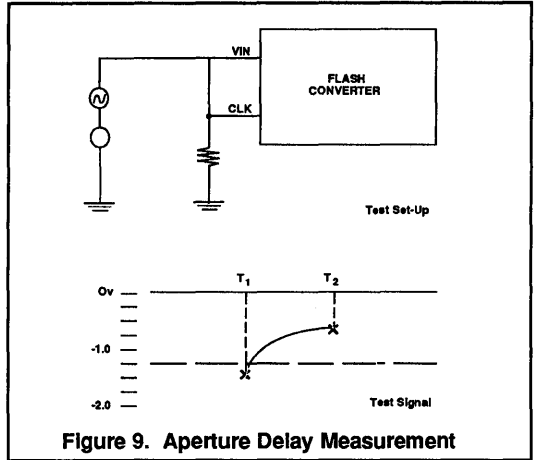 VIN
FLASH
CONVERTER
CLK
Test Set-Up
T1 T2
0v
-1.0
-2.0
Test Signal
Figure 9. Aperture Delay Measurement